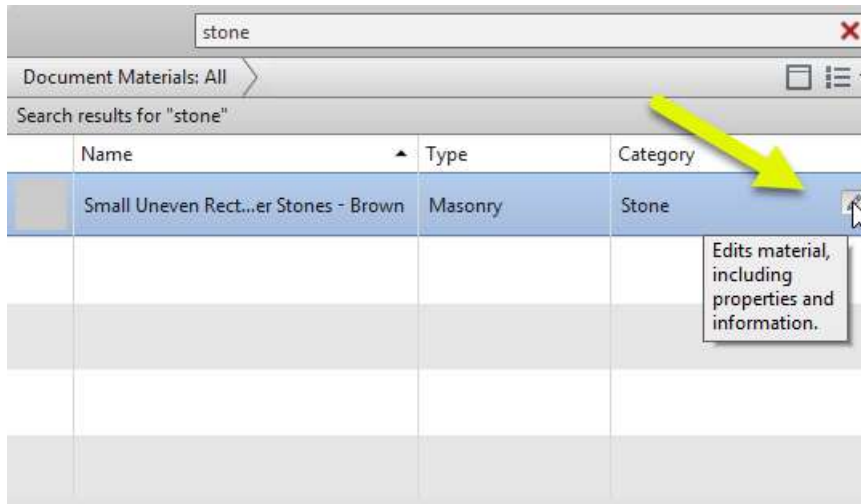 stone
Document Materials: All
Search results for "stone"
Name Type Category
Small Uneven Rect...er Stones - Brown Masonry Stone
Edits material,
including
properties and
information.